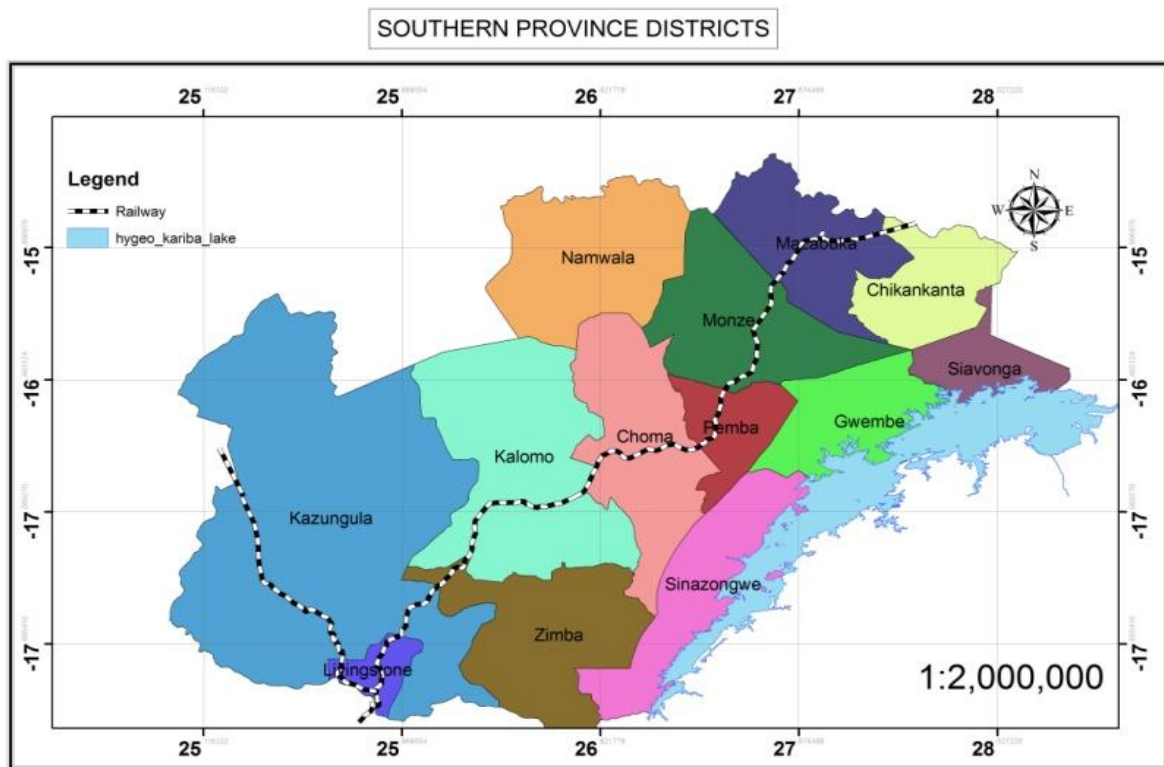 SOUTHERN PROVINCE DISTRICTS
25 25 26 27 28
Legend
Railway
hygeo_kariba_lake
N
W E
S
-15 -15
Mazabuka
Namwala
Chikankanta
Monze
Siavonga
-16 -16
Gwembe
Pemba
Choma
Kalomo
Kazungula
-17 -17
Sinazongwe
Zimba
-17 -17
Livingstone
1:2,000,000
25 25 26 27 28